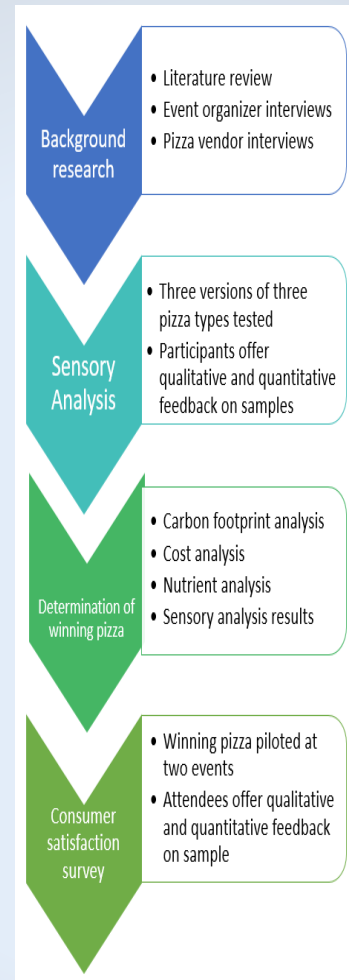 Background
research
• Literature review
• Event organizer interviews
• Pizza vendor interviews
Sensory
Analysis
• Three versions of three
pizza types tested
• Participants offer
qualitative and quantitative
feedback on samples
Determination of
winning pizza
• Carbon footprint analysis
• Cost analysis
• Nutrient analysis
• Sensory analysis results
Consumer
satisfaction
survey
• Winning pizza piloted at
two events
• Attendees offer qualitative
and quantitative feedback
on sample